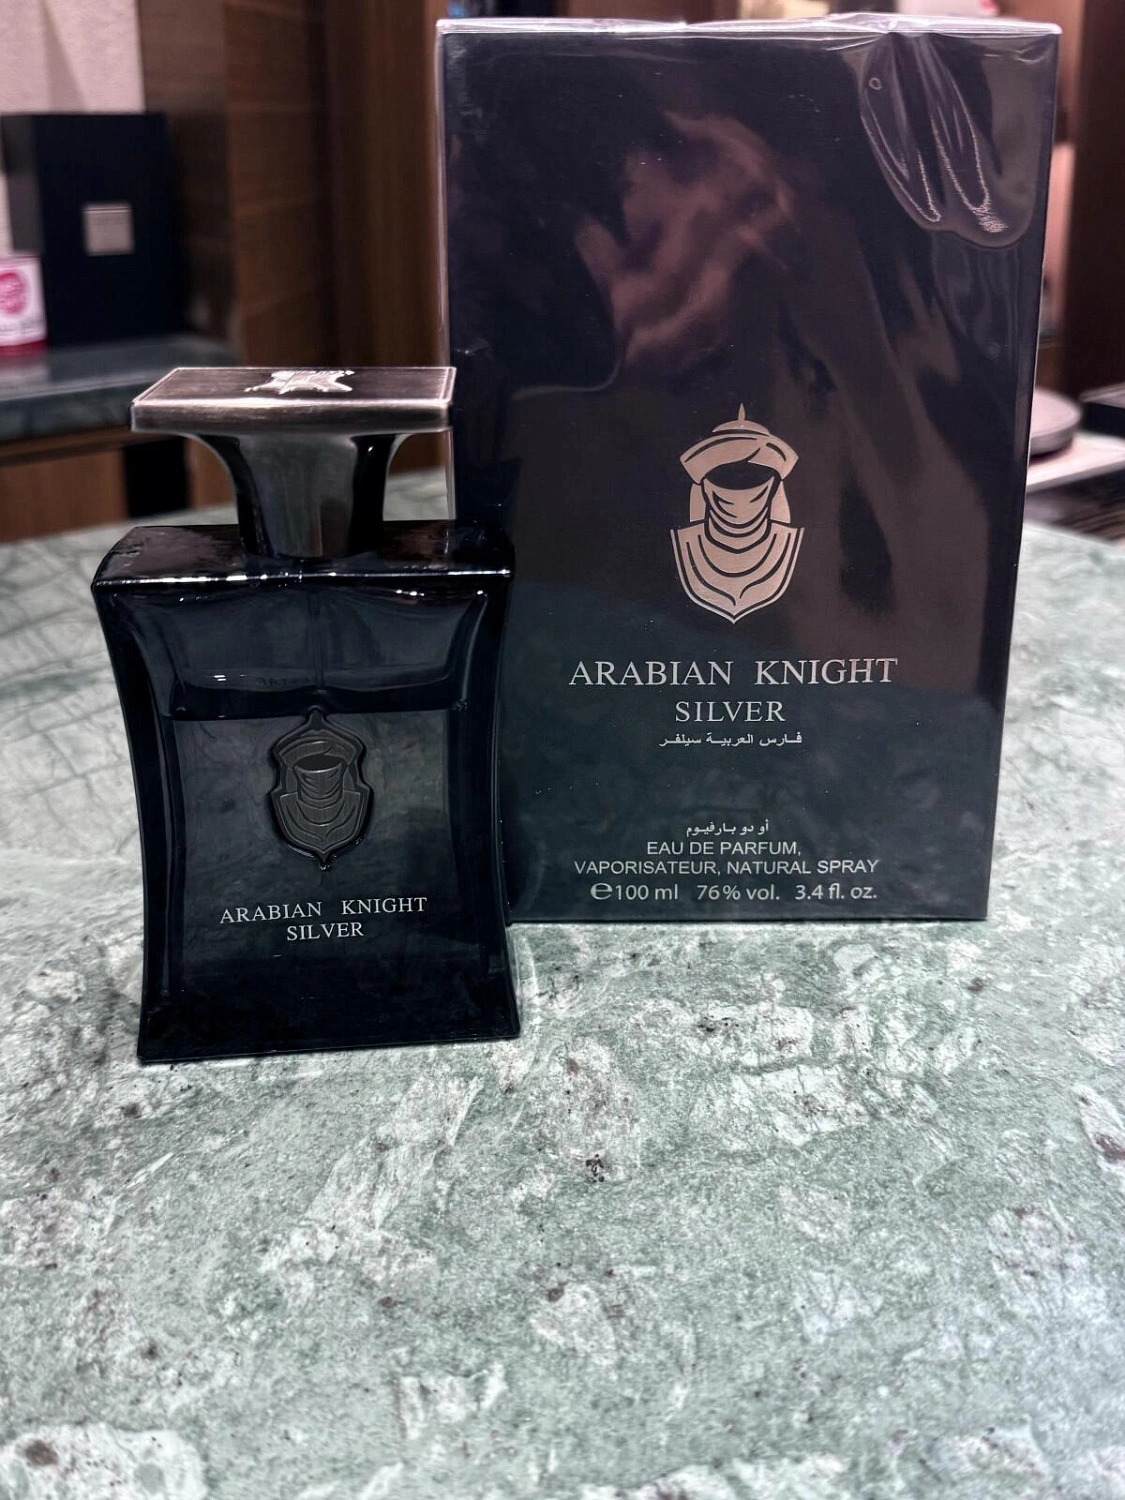 ARABIAN KNIGHT
SILVER
فارس العربية سيلفر
أو دو بارفيوم
EAU DE PARFUM,
VAPORISATEUR, NATURAL SPRAY
℮100 ml 76% vol. 3.4 fl. oz.
ARABIAN KNIGHT
SILVER